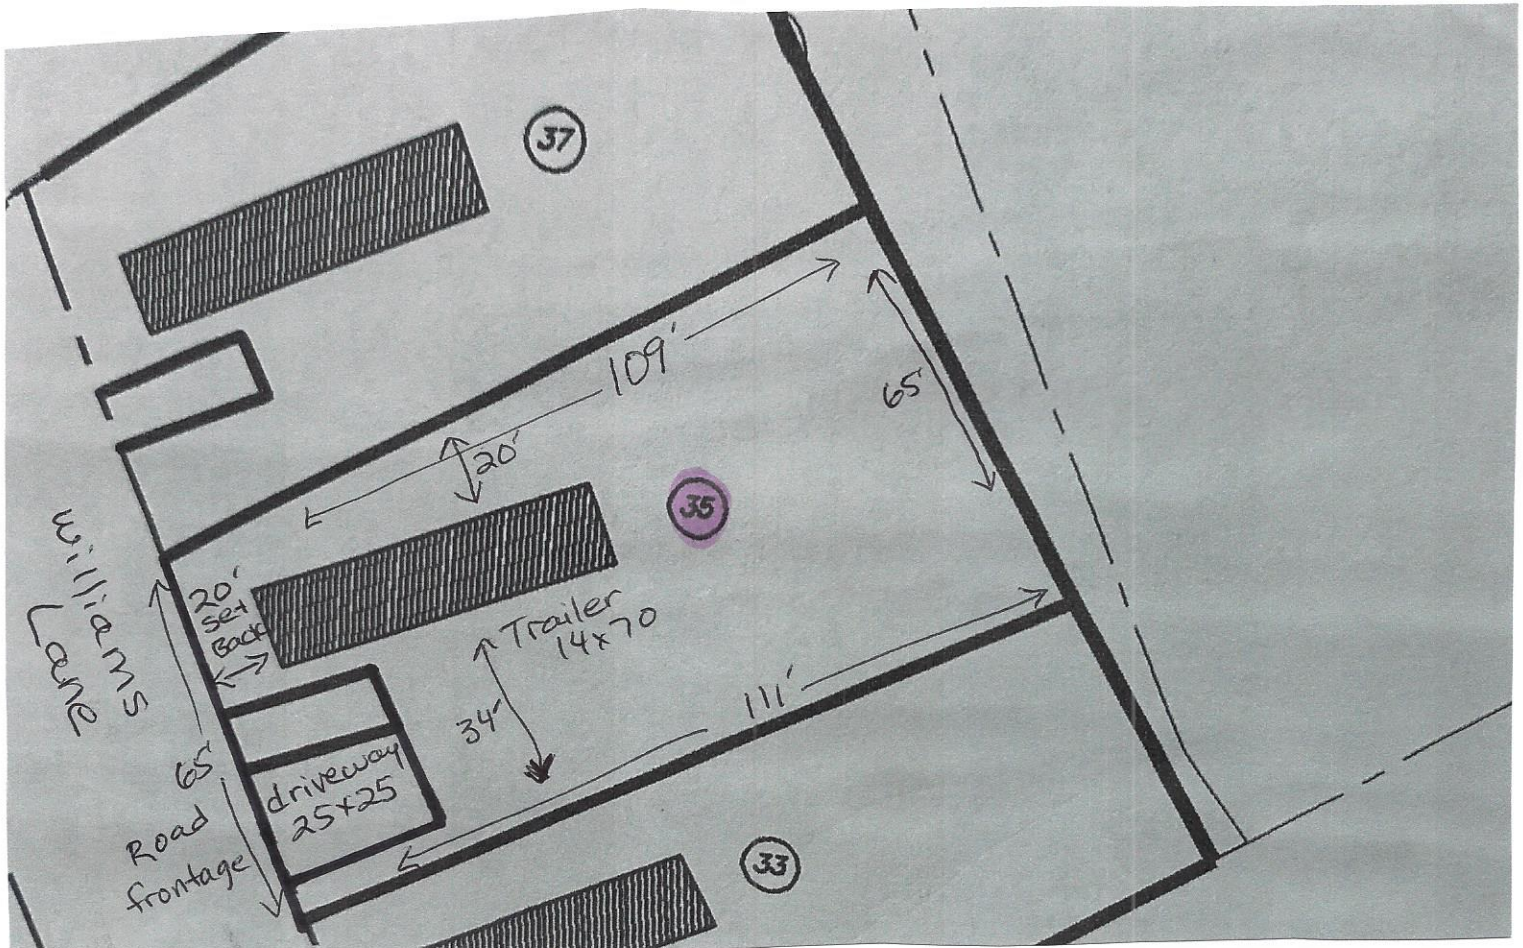 37
109'
65'
20'
35
Williams
Lane
20'
Set
Back
Trailer
14x70
34'
111'
65'
Road
frontage
driveway
25x25
33